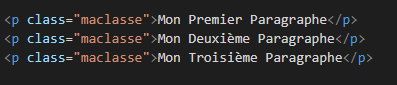 <p class="maclasse">Mon Premier Paragraphe</p>
<p class="maclasse">Mon Deuxième Paragraphe</p>
<p class="maclasse">Mon Troisième Paragraphe</p>